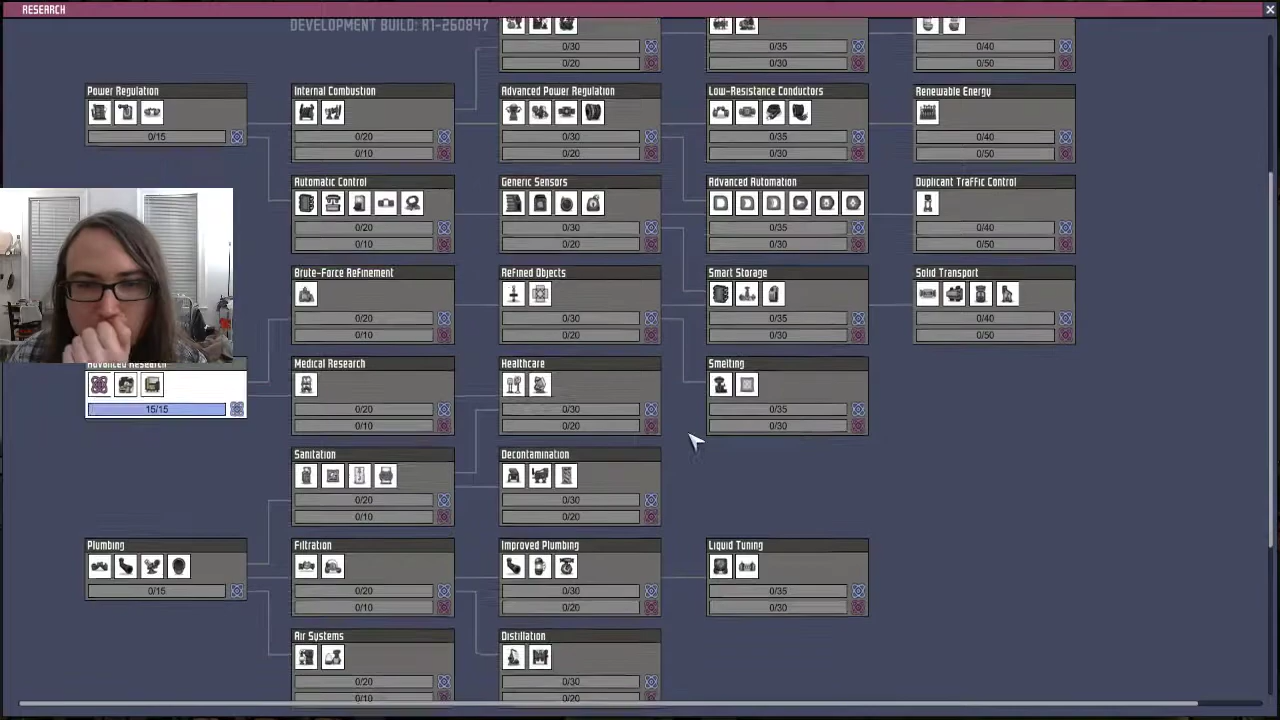 RESEARCH
DEVELOPMENT BUILD: R1-260847
0/30 0/35 0/40
0/20 0/30 0/50
Power Regulation Internal Combustion Advanced Power Regulation Low-Resistance Conductors Renewable Energy
0/15 0/20 0/30 0/35 0/40
0/10 0/20 0/30 0/50
Automatic Control Generic Sensors Advanced Automation Duplicant Traffic Control
0/20 0/30 0/35 0/40
0/10 0/20 0/30 0/50
Brute-Force Refinement Refined Objects Smart Storage Solid Transport
0/20 0/30 0/35 0/40
0/10 0/20 0/30 0/50
Advanced Research Medical Research Healthcare Smelting
15/15 0/20 0/30 0/35
0/10 0/20 0/30
Sanitation Decontamination
0/20 0/30
0/10 0/20
Plumbing Filtration Improved Plumbing Liquid Tuning
0/15 0/20 0/30 0/35
0/10 0/20 0/30
Air Systems Distillation
0/20 0/30
0/10 0/20